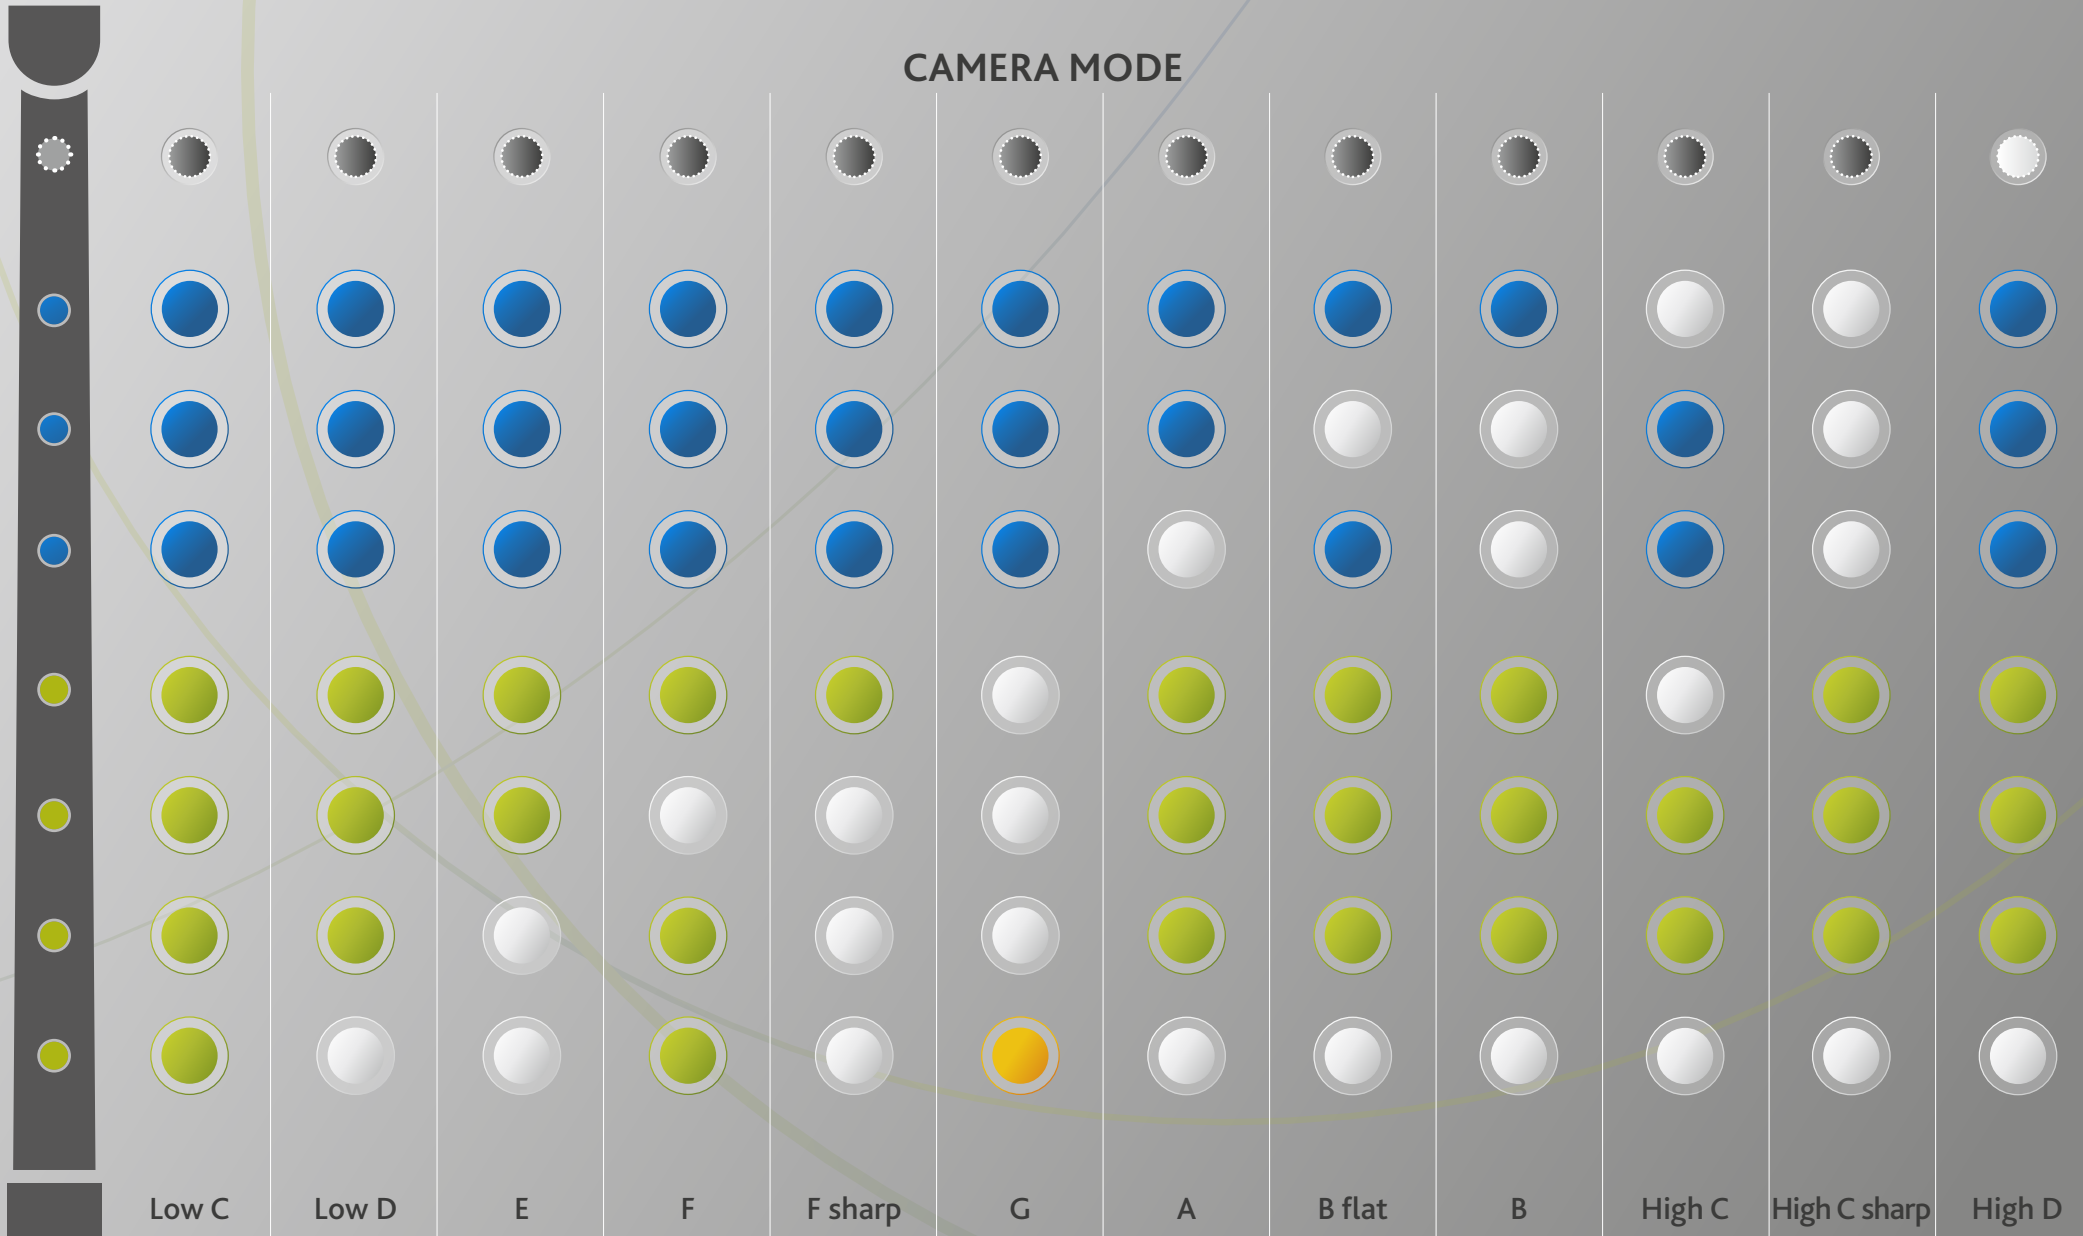 CAMERA MODE
Low C
Low D
E
F
F sharp
G
A
B flat
B
High C
High C sharp
High D